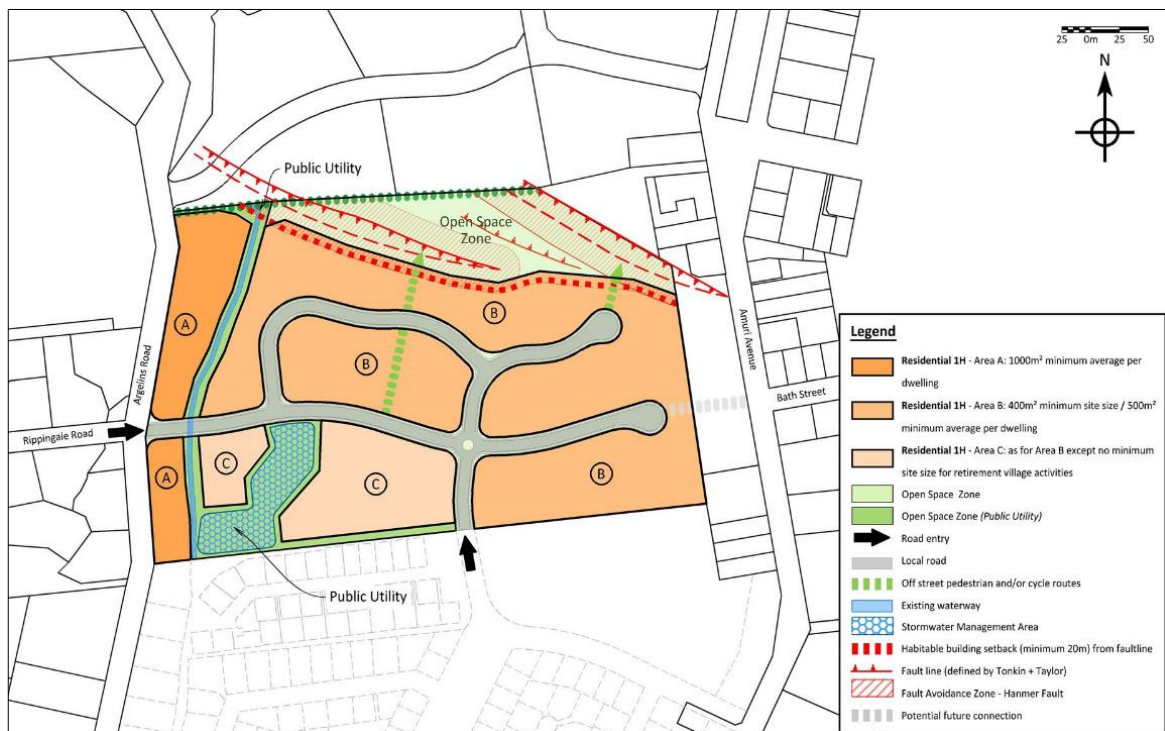 25 0m 25 50
N
Public Utility
Open Space
Zone
A
B
B
Argelins Road
Amuri Avenue
Bath Street
Rippingale Road
C
C
A
B
Public Utility
Legend
Residential 1H - Area A: 1000m² minimum average per
dwelling
Residential 1H - Area B: 400m² minimum site size / 500m²
minimum average per dwelling
Residential 1H - Area C: as for Area B except no minimum
site size for retirement village activities
Open Space Zone
Open Space Zone (Public Utility)
Road entry
Local road
Off street pedestrian and/or cycle routes
Existing waterway
Stormwater Management Area
Habitable building setback (minimum 20m) from faultline
Fault line (defined by Tonkin + Taylor)
Fault Avoidance Zone - Hanmer Fault
Potential future connection